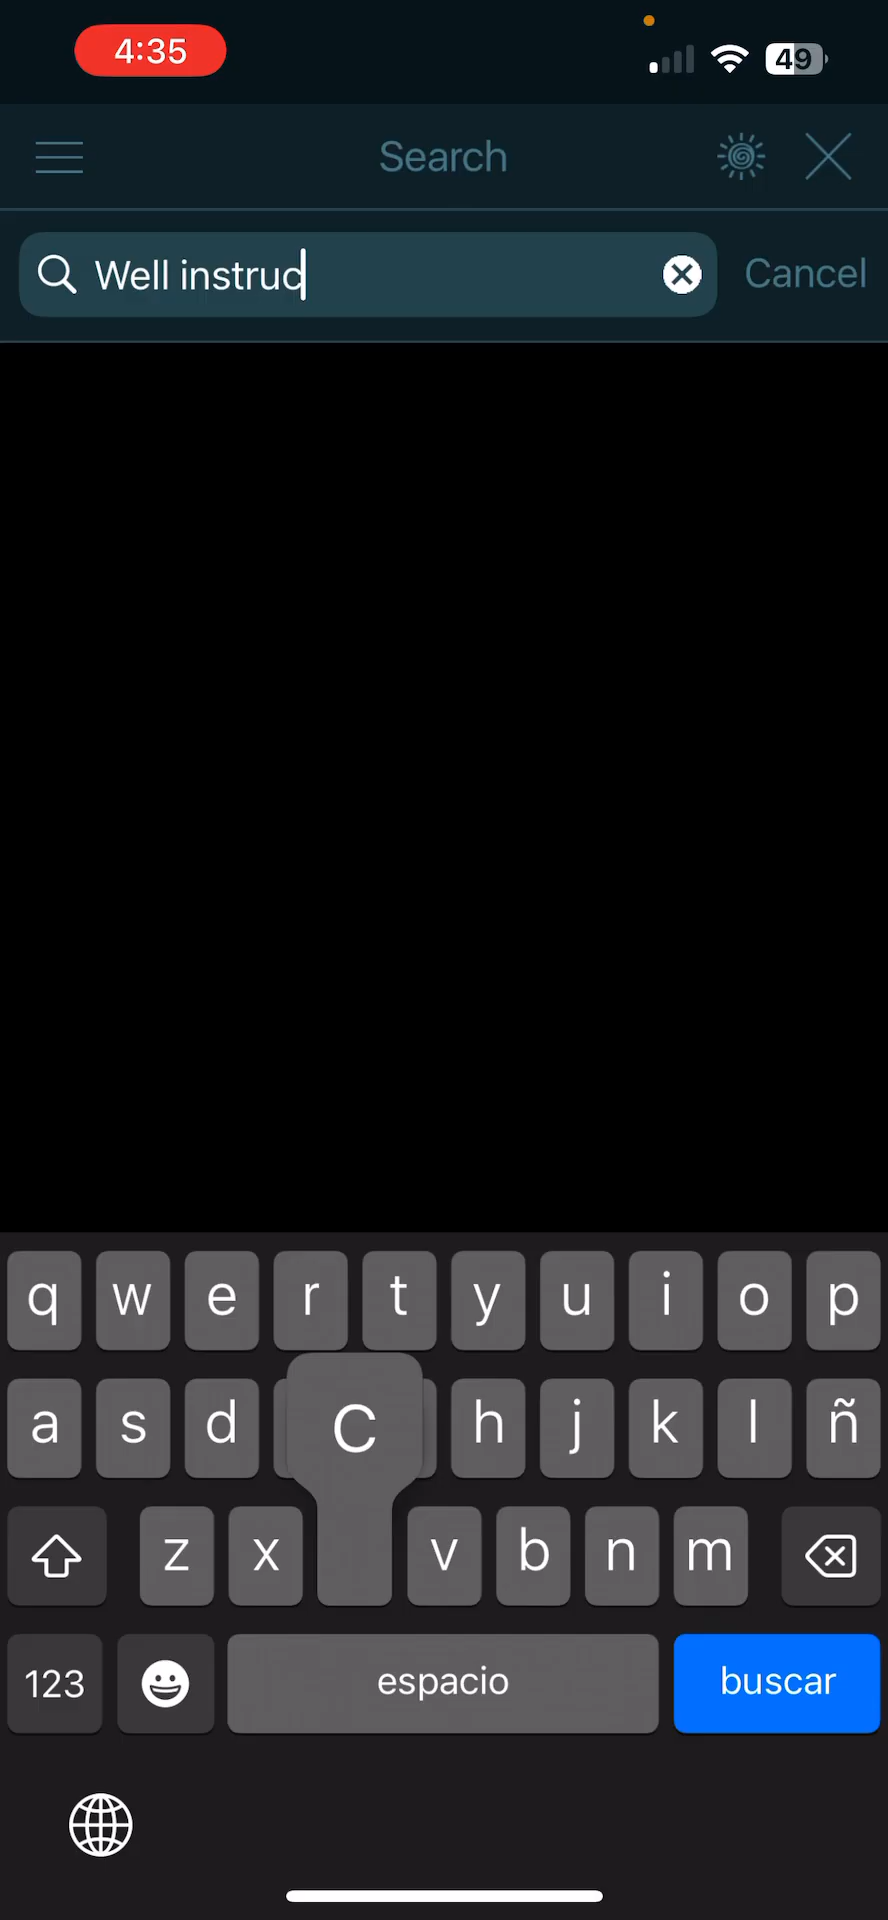 4:35
49
Search
Well instruc
Cancel
q w e r t y u i o p
a s d C h j k l ñ
z x v b n m
123 espacio buscar